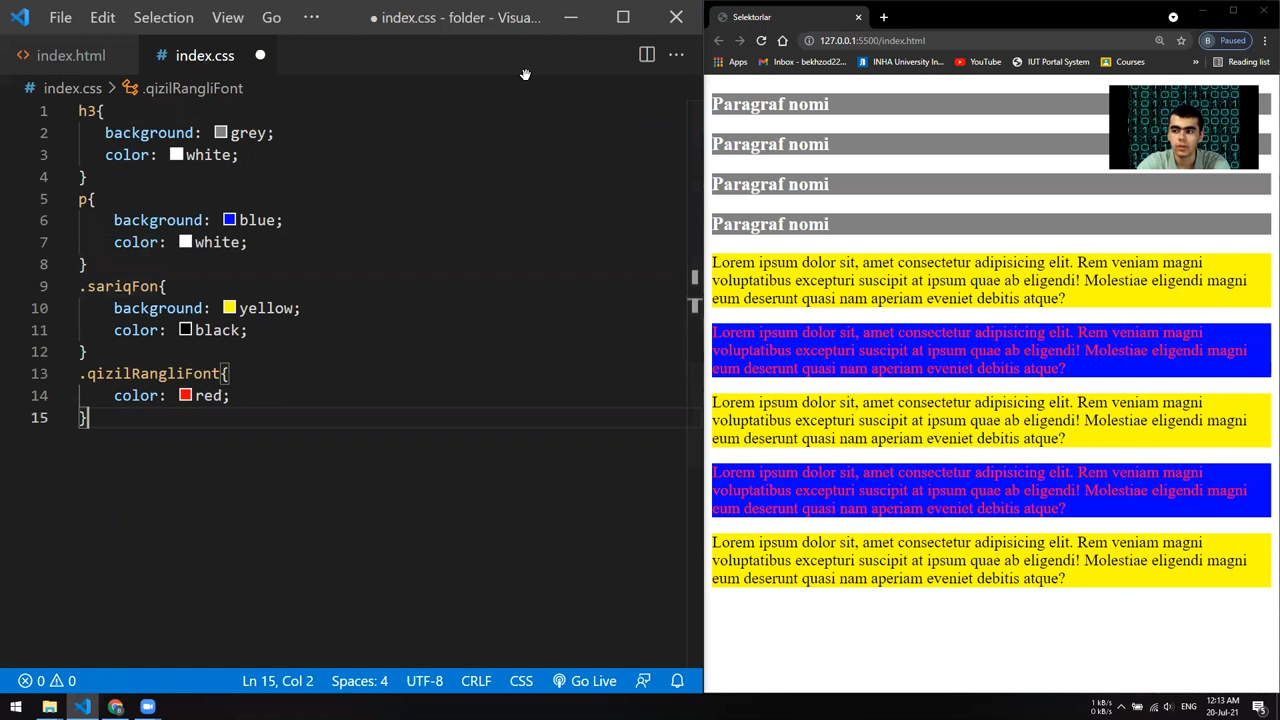 File Edit Selection View Go ··· ● index.css - folder - Visua...
index.html # index.css ●
# index.css > .qizilRangliFont
1 h3{
2 background: grey;
3 color: white;
4 }
5 p{
6 background: blue;
7 color: white;
8 }
9 .sariqFon{
10 background: yellow;
11 color: black;
12 }
13 .qizilRangliFont{
14 color: red;
15 }
0 0 Ln 15, Col 2 Spaces: 4 UTF-8 CRLF CSS Go Live
Selektorlar
127.0.0.1:5500/index.html B Paused
Apps Inbox - bekhzod22... INHA University In... YouTube IUT Portal System Courses » Reading list
Paragraf nomi
Paragraf nomi
Paragraf nomi
Paragraf nomi
Lorem ipsum dolor sit, amet consectetur adipisicing elit. Rem veniam magni
voluptatibus excepturi suscipit at ipsum quae ab eligendi! Molestiae eligendi magni
eum deserunt quasi nam aperiam eveniet debitis atque?
Lorem ipsum dolor sit, amet consectetur adipisicing elit. Rem veniam magni
voluptatibus excepturi suscipit at ipsum quae ab eligendi! Molestiae eligendi magni
eum deserunt quasi nam aperiam eveniet debitis atque?
Lorem ipsum dolor sit, amet consectetur adipisicing elit. Rem veniam magni
voluptatibus excepturi suscipit at ipsum quae ab eligendi! Molestiae eligendi magni
eum deserunt quasi nam aperiam eveniet debitis atque?
Lorem ipsum dolor sit, amet consectetur adipisicing elit. Rem veniam magni
voluptatibus excepturi suscipit at ipsum quae ab eligendi! Molestiae eligendi magni
eum deserunt quasi nam aperiam eveniet debitis atque?
Lorem ipsum dolor sit, amet consectetur adipisicing elit. Rem veniam magni
voluptatibus excepturi suscipit at ipsum quae ab eligendi! Molestiae eligendi magni
eum deserunt quasi nam aperiam eveniet debitis atque?
1 kB/s
0 kB/s
ENG
12:13 AM
20-Jul-21
5